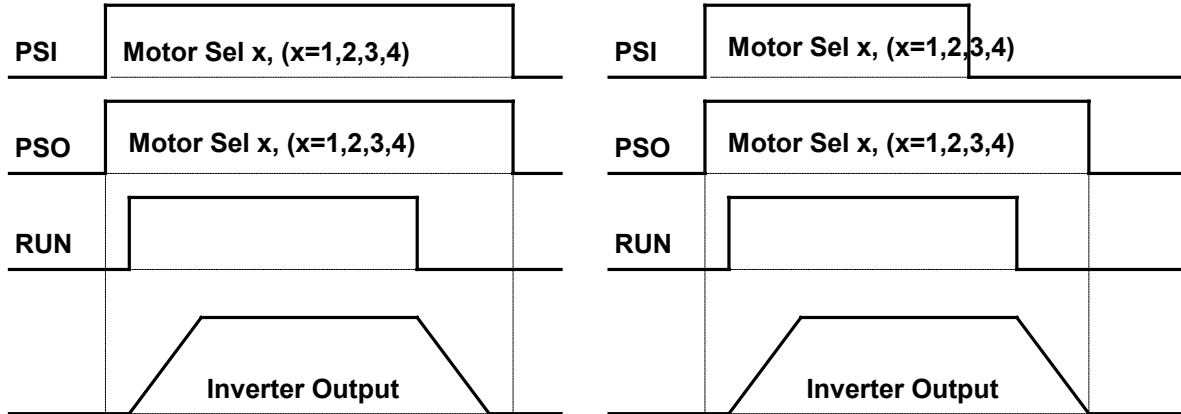 PSI
Motor Sel x, (x=1,2,3,4)
PSO
Motor Sel x, (x=1,2,3,4)
RUN
Inverter Output
PSI
Motor Sel x, (x=1,2,3,4)
PSO
Motor Sel x, (x=1,2,3,4)
RUN
Inverter Output